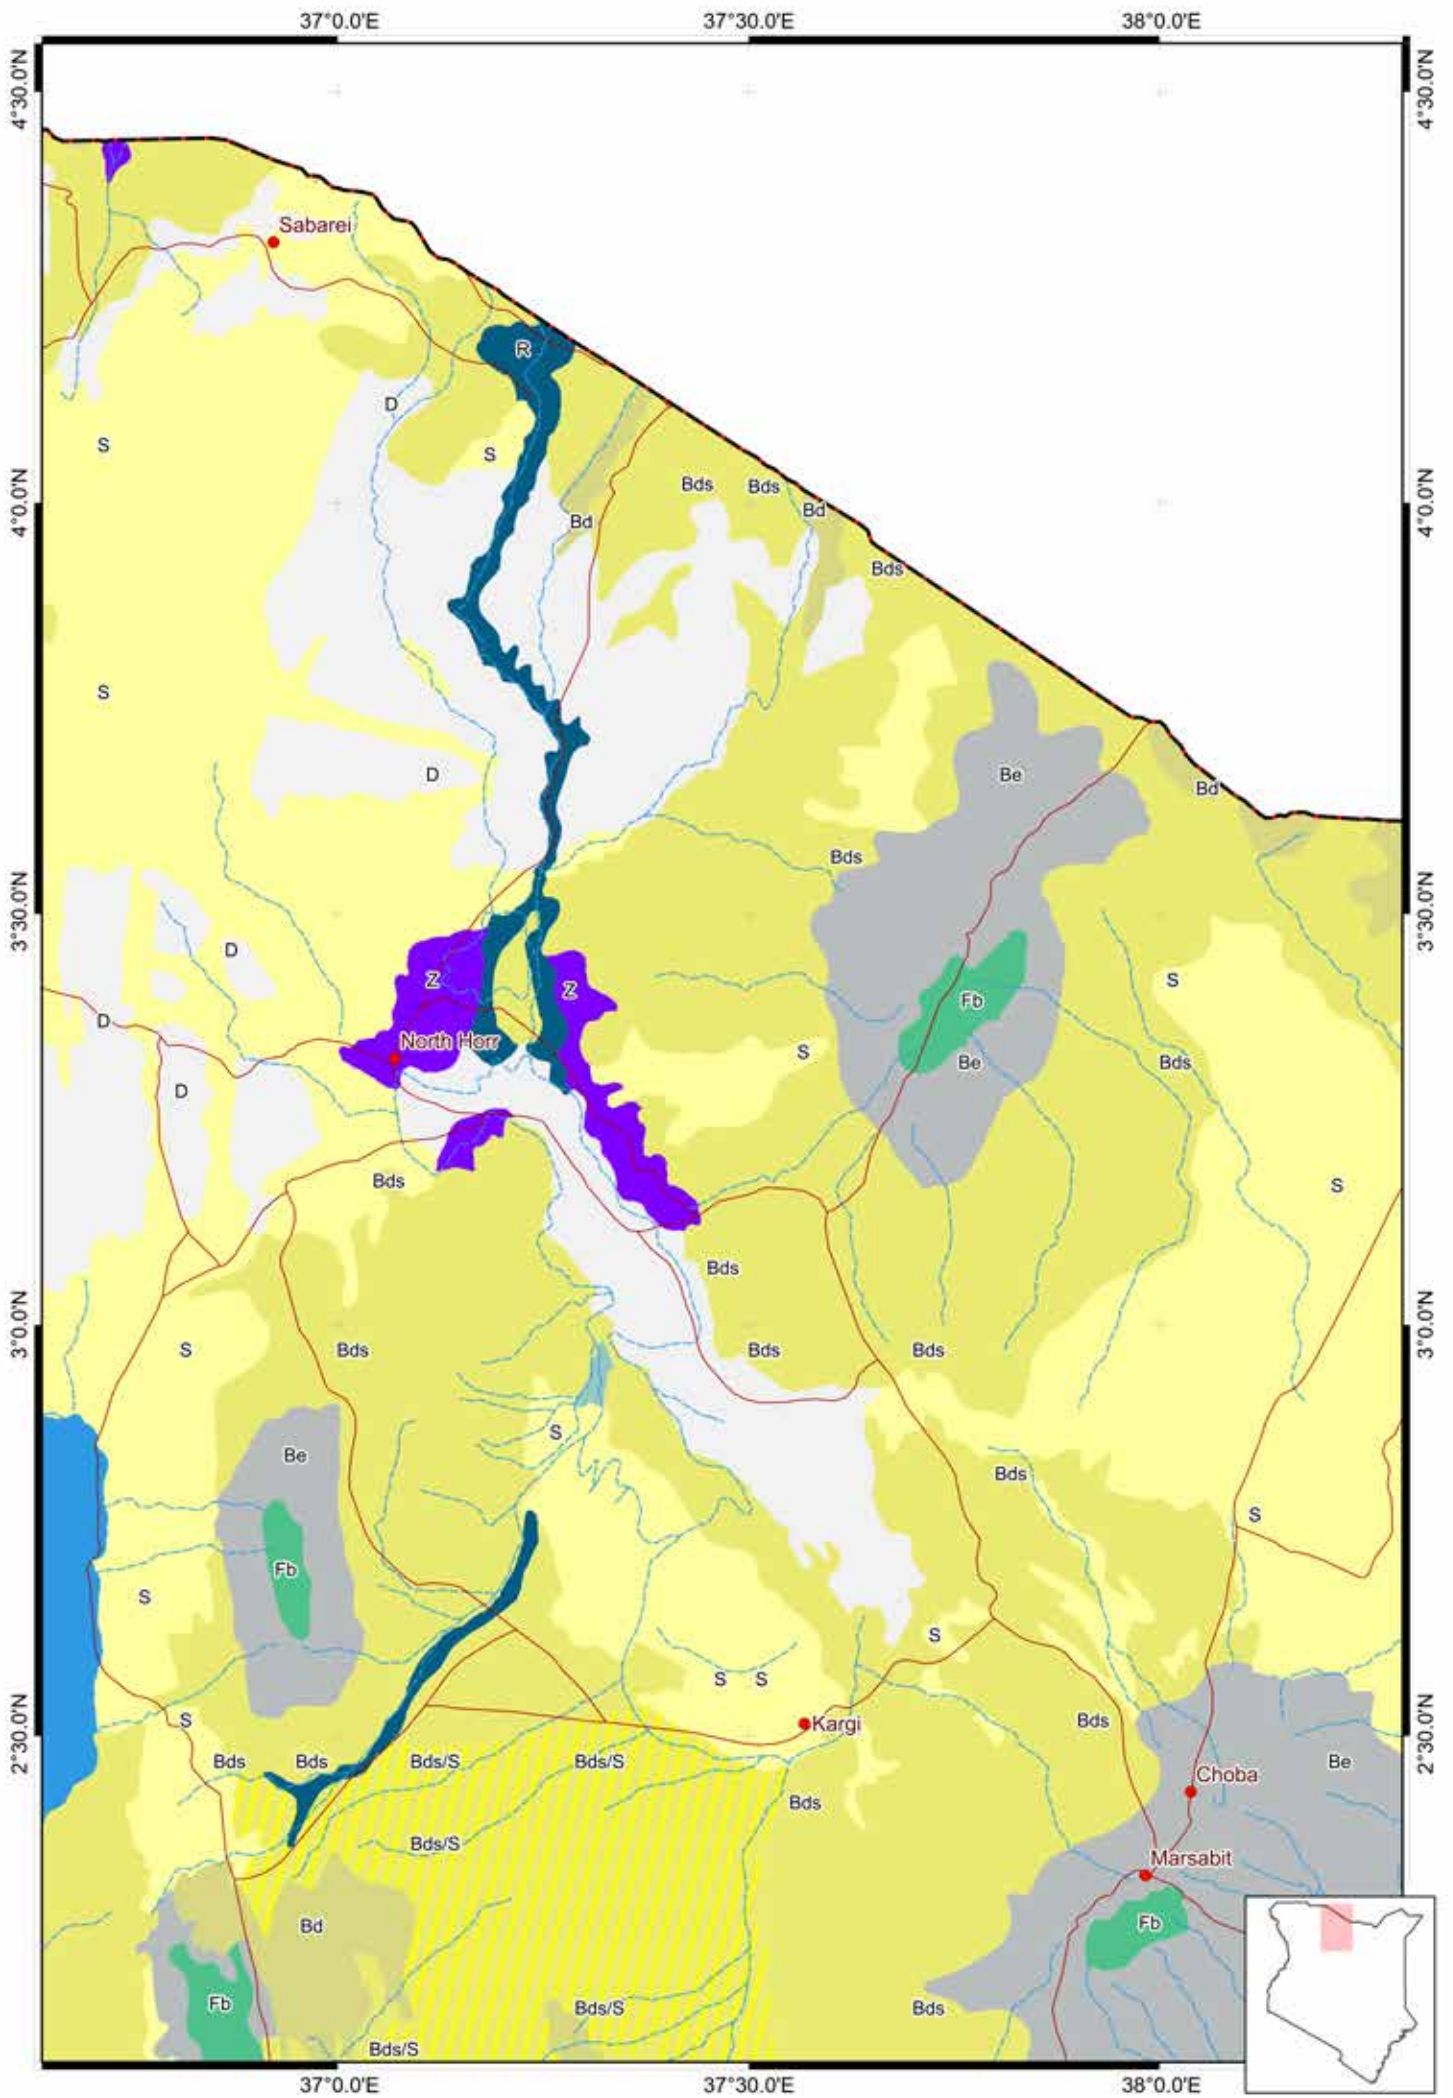 37°0.0'E 37°30.0'E 38°0.0'E
4°30.0'N 4°30.0'N
Sabarei
R
D
S
S
Bds Bds
Bd
Bd
4°0.0'N 4°0.0'N
Bds
S
D
Be
Bd
Bds
3°30.0'N 3°30.0'N
D
Z
Z
S
Fb
D
North Horr
S
Be
Bds
D
Bds
S
Bds
3°0.0'N 3°0.0'N
S
Bds
Bds
Bds
S
Be
Bds
S
Fb
S
S
S S
S
Kargi
Bds
2°30.0'N 2°30.0'N
Bds Bds Bds/S Bds/S
Be
Choba
Bds
Bds/S
Marsabit
Bd
Fb
Fb
Bds/S
Bds
Bds/S
37°0.0'E 37°30.0'E 38°0.0'E